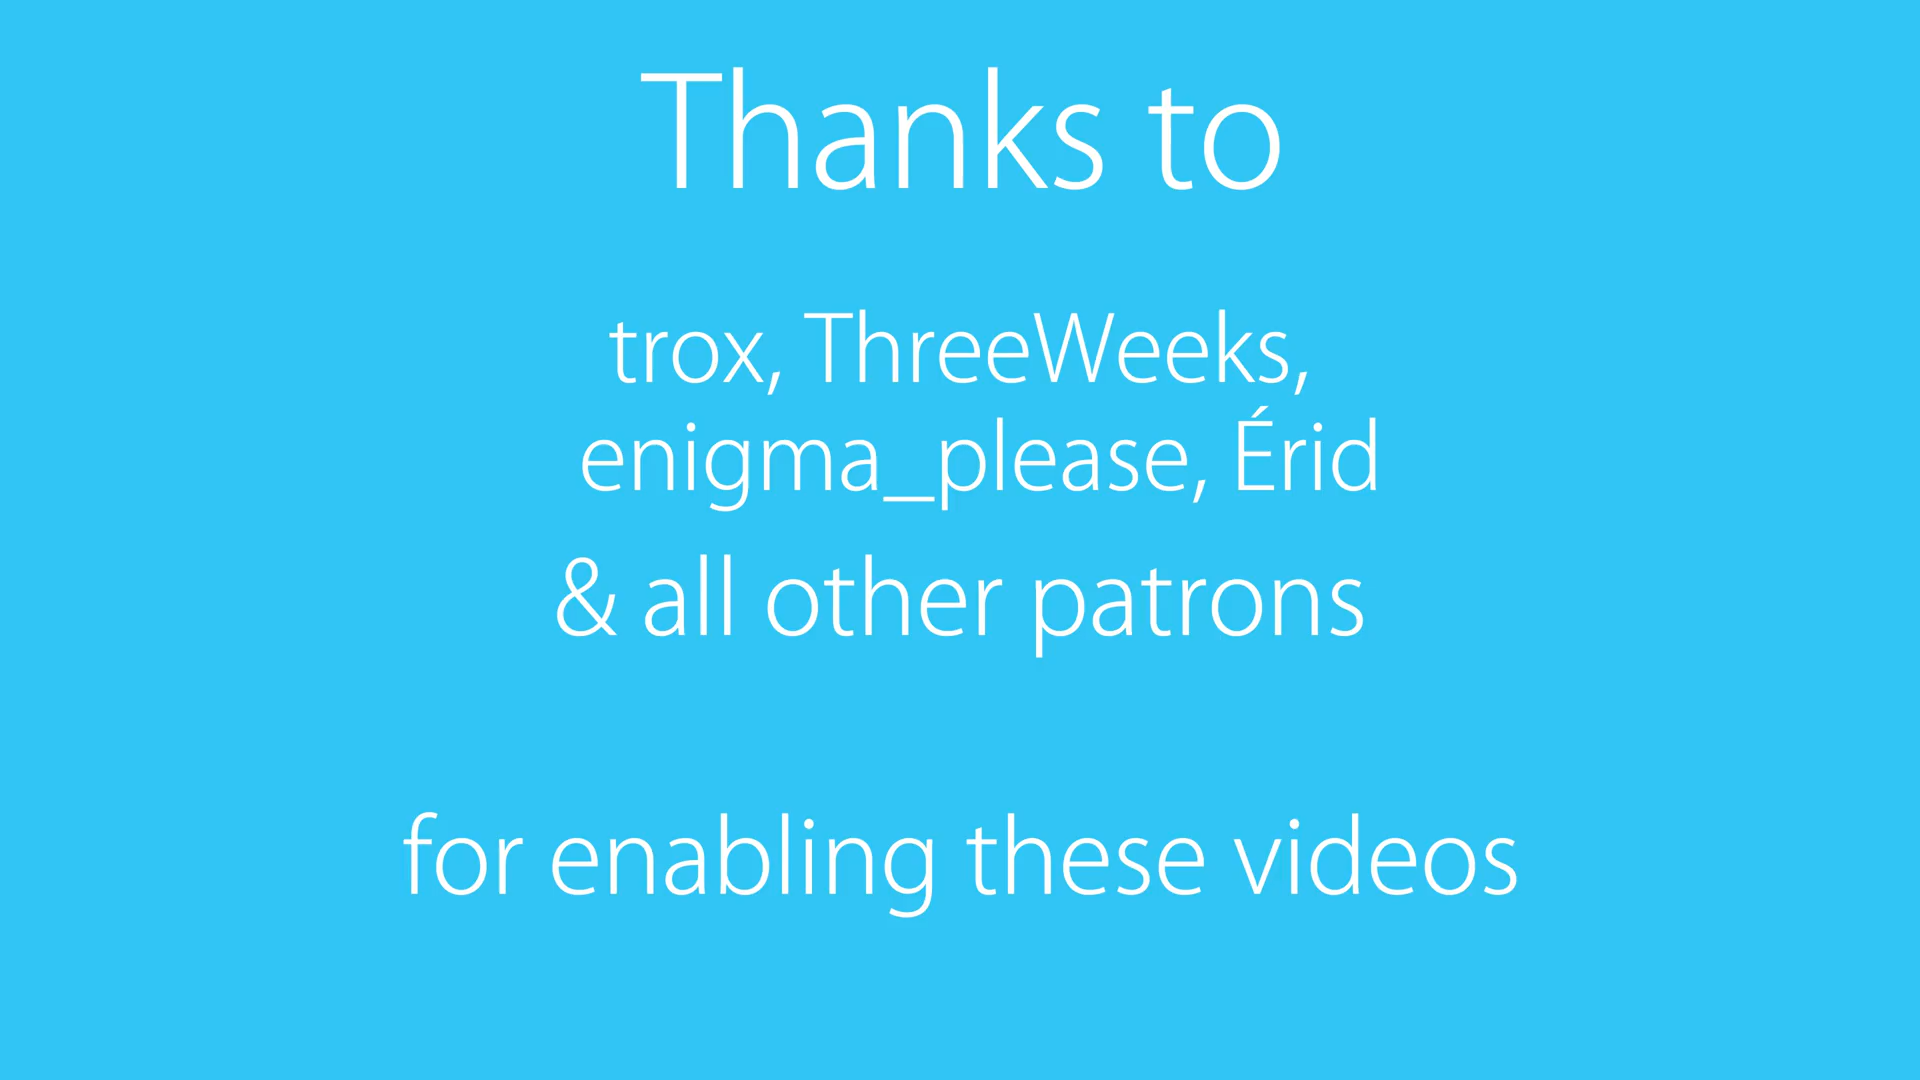 Thanks to
trox, ThreeWeeks,
enigma_please, Érid
& all other patrons
for enabling these videos